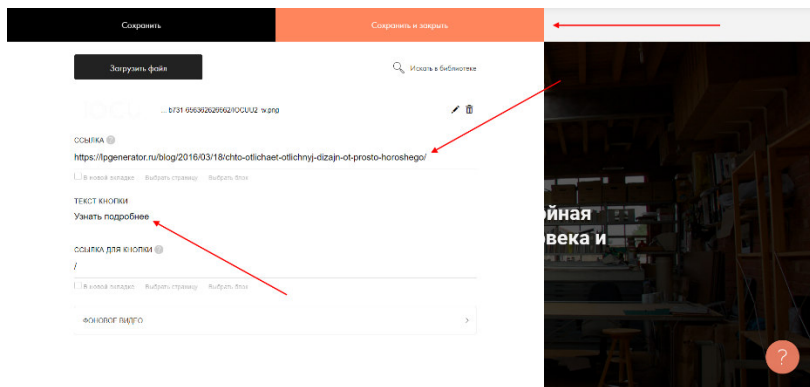 Сохранить
Сохранить и закрыть
Загрузить файл
Искать в библиотеке
ССЫЛКА ?
https://lpgenerator.ru/blog/2016/03/18/chto-otlichaet-otlichnyj-dizajn-ot-prosto-horoshego/
В новой вкладке Выбрать страницу Выбрать блок
ТЕКСТ КНОПКИ
Узнать подробнее
ССЫЛКА ДЛЯ КНОПКИ ?
/
В новой вкладке Выбрать страницу Выбрать блок
ФОНОВОЕ ВИДЕО
йная
века и
?